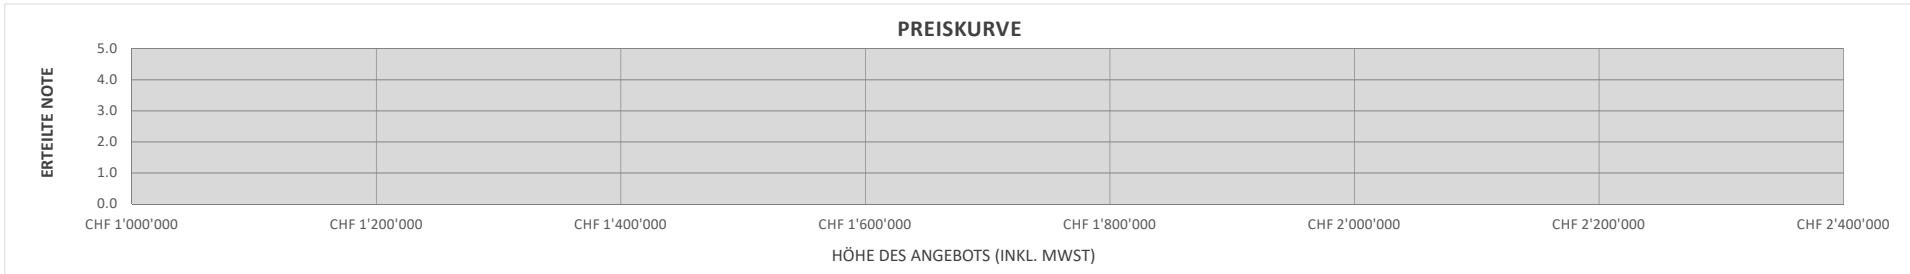 PREISKURVE
ERTEILTE NOTE
5.0
4.0
3.0
2.0
1.0
0.0
CHF 1'000'000 CHF 1'200'000 CHF 1'400'000 CHF 1'600'000 CHF 1'800'000 CHF 2'000'000 CHF 2'200'000 CHF 2'400'000
HÖHE DES ANGEBOTS (INKL. MWST)